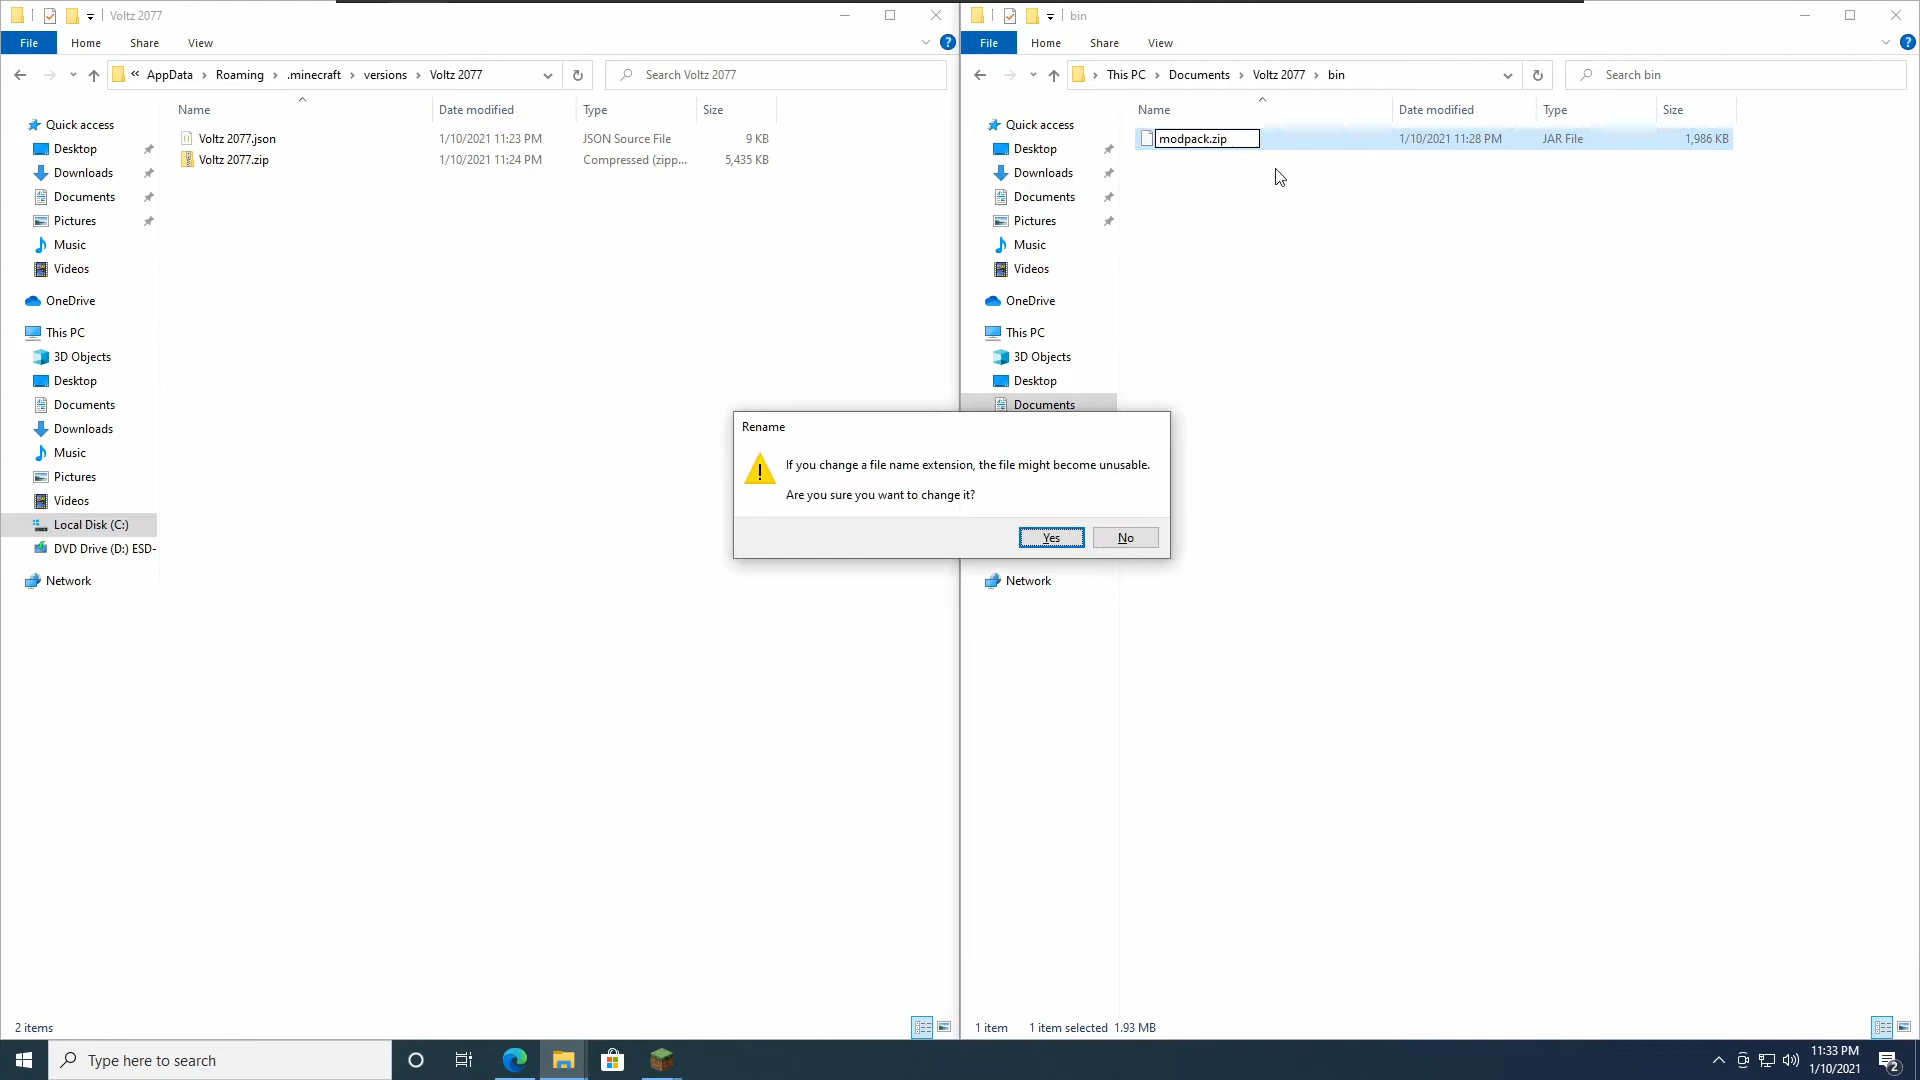 Voltz 2077
File
Home
Share
View
«
AppData
Roaming
.minecraft
versions
Voltz 2077
Search Voltz 2077
Name
Date modified
Type
Size
Voltz 2077.json
1/10/2021 11:23 PM
JSON Source File
9 KB
Voltz 2077.zip
1/10/2021 11:24 PM
Compressed (zipp...
5,435 KB
Quick access
Desktop
Downloads
Documents
Pictures
Music
Videos
OneDrive
This PC
3D Objects
Desktop
Documents
Downloads
Music
Pictures
Videos
Local Disk (C:)
DVD Drive (D:) ESD-
Network
2 items
bin
File
Home
Share
View
This PC
Documents
Voltz 2077
bin
Search bin
Name
Date modified
Type
Size
modpack.zip
1/10/2021 11:28 PM
JAR File
1,986 KB
Quick access
Desktop
Downloads
Documents
Pictures
Music
Videos
OneDrive
This PC
3D Objects
Desktop
Documents
Network
1 item
1 item selected 1.93 MB
Rename
If you change a file name extension, the file might become unusable.
Are you sure you want to change it?
Yes
No
Type here to search
11:33 PM
1/10/2021
2